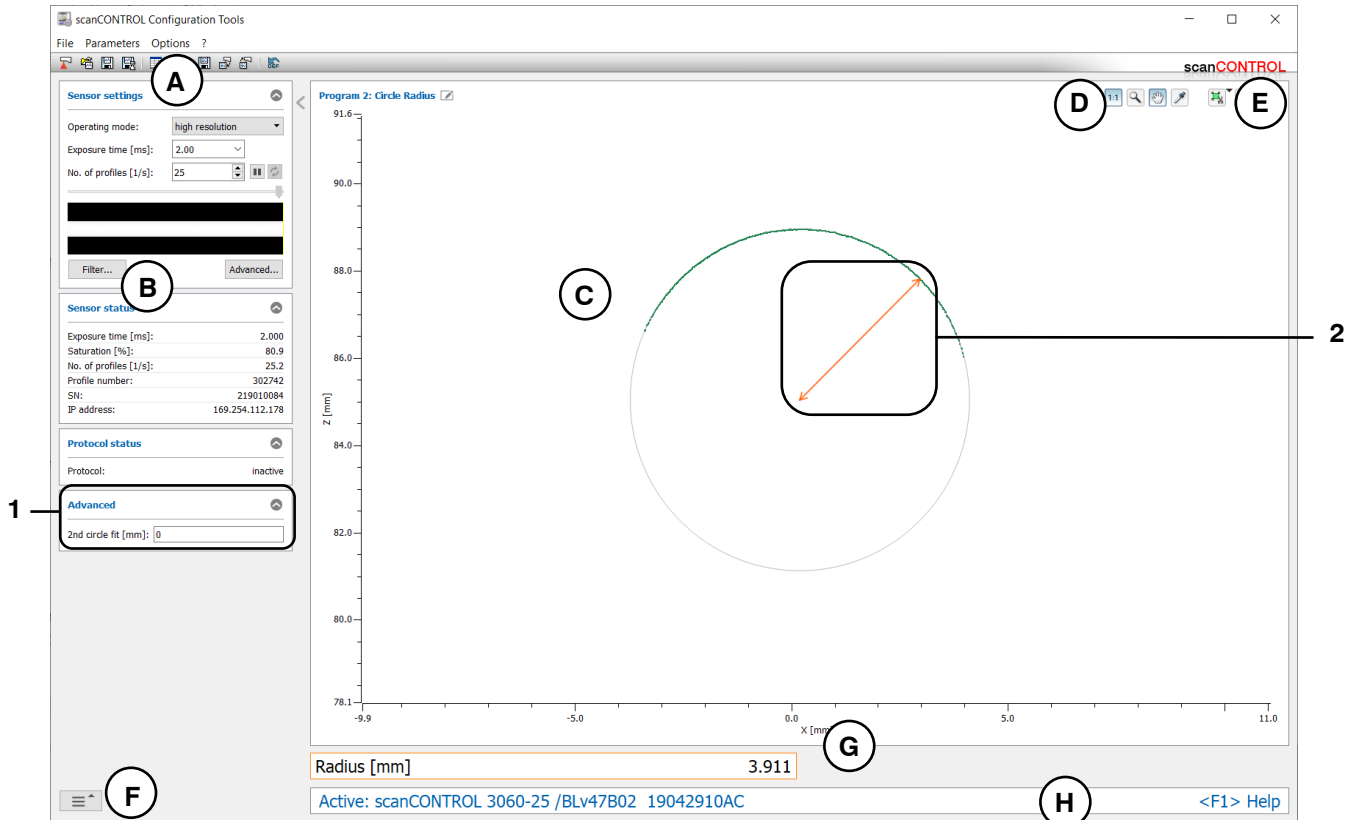 scanCONTROL Configuration Tools
File Parameters Options ?
A
scanCONTROL
Sensor settings
Operating mode: high resolution
Exposure time [ms]: 2.00
No. of profiles [1/s]: 25
Filter... Advanced...
B
Sensor status
Exposure time [ms]: 2.000
Saturation [%]: 80.9
No. of profiles [1/s]: 25.2
Profile number: 302742
SN: 219010084
IP address: 169.254.112.178
Protocol status
Protocol: inactive
1
Advanced
2nd circle fit [mm]: 0
F
Program 2: Circle Radius
D
1:1
E
91.6
90.0
88.0
86.0
84.0
82.0
80.0
78.1
Z [mm]
C
2
-9.9 -5.0 0.0 5.0 11.0
X [mm]
G
Radius [mm] 3.911
Active: scanCONTROL 3060-25 /BLv47B02 19042910AC
H
<F1> Help